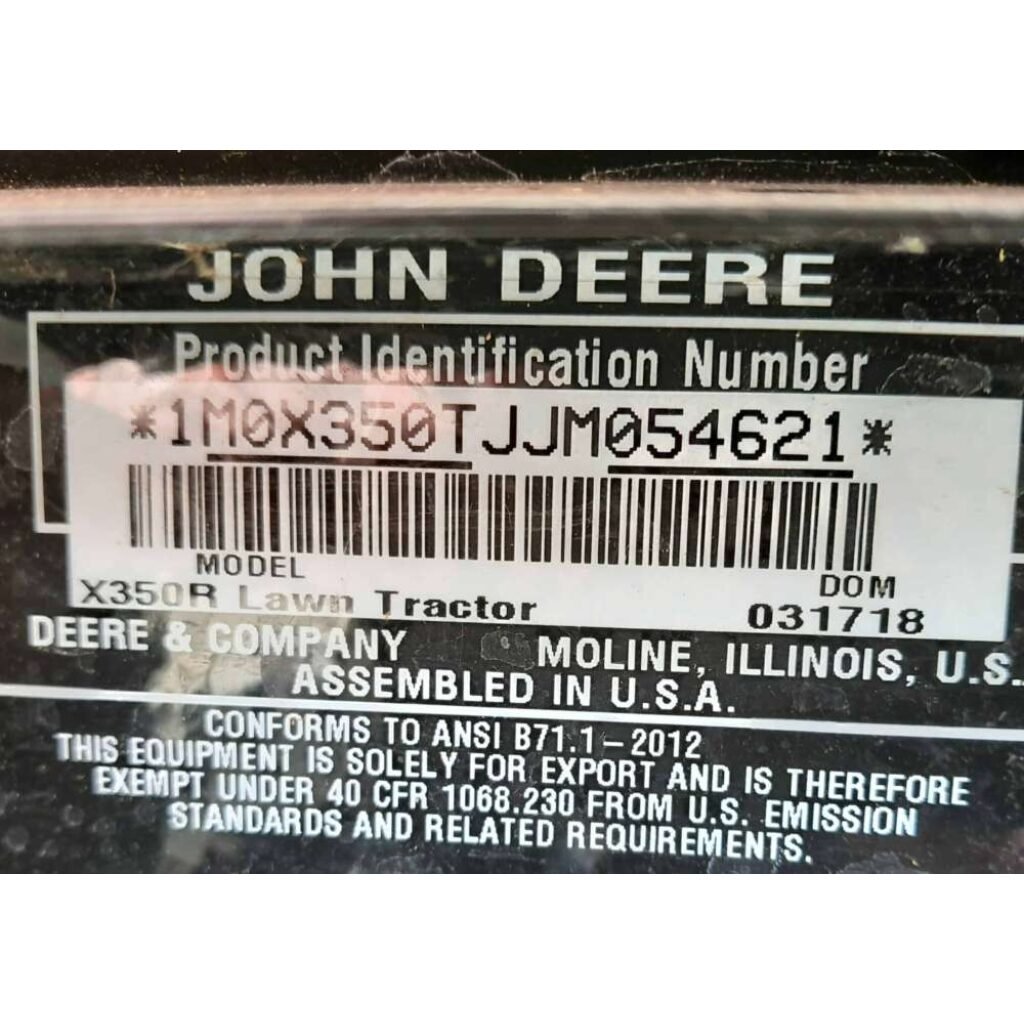 JOHN DEERE
Product Identification Number
*1M0X350TJJM054621*
MODEL
DOM
X350R Lawn Tractor
031718
DEERE & COMPANY MOLINE, ILLINOIS, U.S.
ASSEMBLED IN U.S.A.
CONFORMS TO ANSI B71.1-2012
THIS EQUIPMENT IS SOLELY FOR EXPORT AND IS THEREFORE
EXEMPT UNDER 40 CFR 1068.230 FROM U.S. EMISSION
STANDARDS AND RELATED REQUIREMENTS.